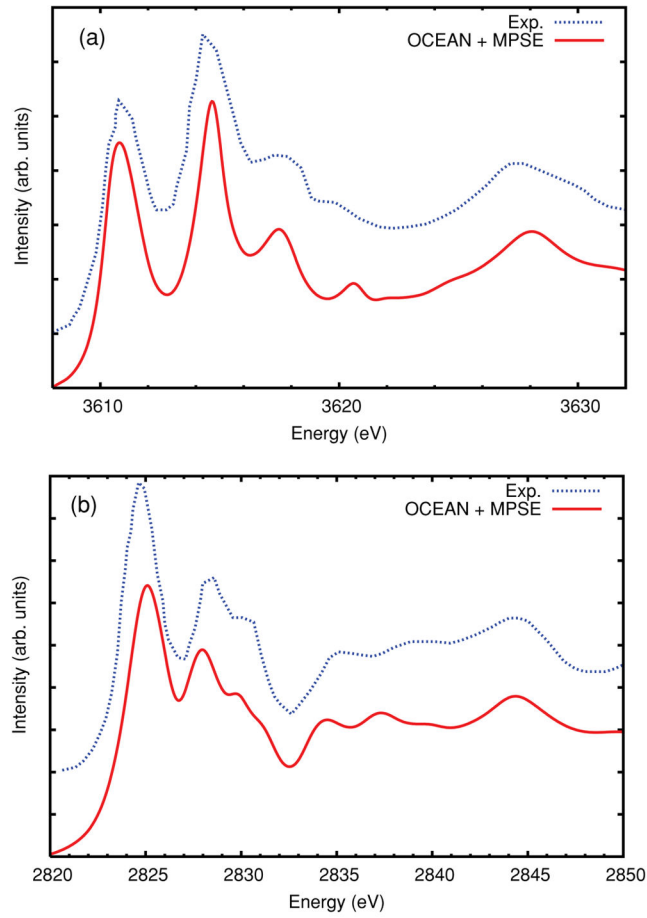 (a)
Exp.
OCEAN + MPSE
Intensity (arb. units)
3610 3620 3630
Energy (eV)
(b)
Exp.
OCEAN + MPSE
Intensity (arb. units)
2820 2825 2830 2835 2840 2845 2850
Energy (eV)